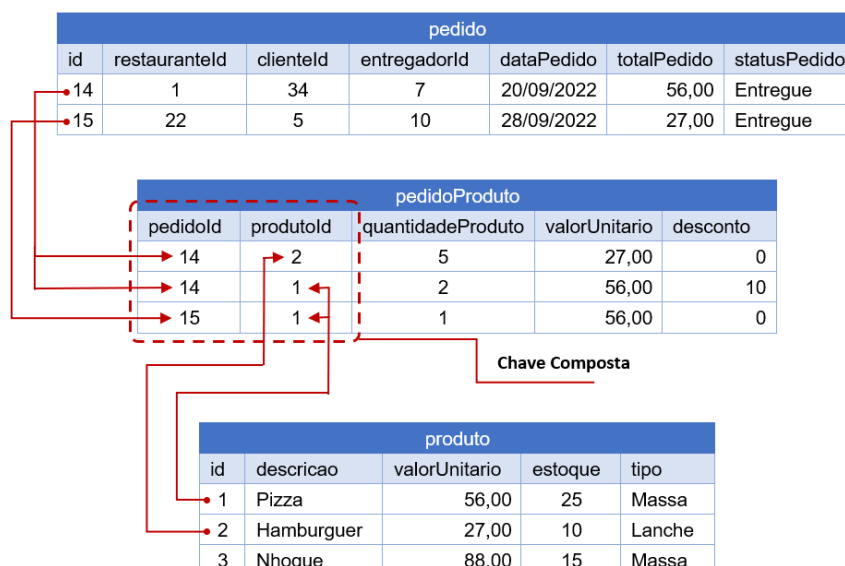 pedido
id restauranteId clienteId entregadorId dataPedido totalPedido statusPedido
14 1 34 7 20/09/2022 56,00 Entregue
15 22 5 10 28/09/2022 27,00 Entregue
pedidoProduto
pedidoId produtoId quantidadeProduto valorUnitario desconto
14 2 5 27,00 0
14 1 2 56,00 10
15 1 1 56,00 0
Chave Composta
produto
id descricao valorUnitario estoque tipo
1 Pizza 56,00 25 Massa
2 Hamburguer 27,00 10 Lanche
3 Nhoque 88,00 15 Massa